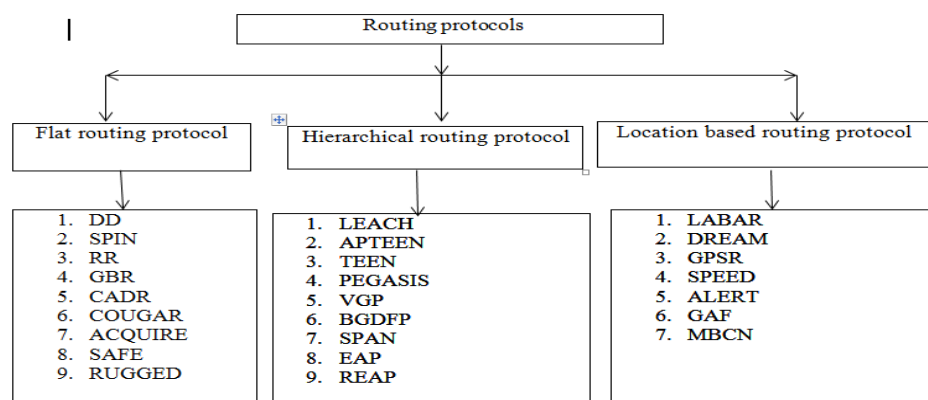 Routing protocols
Flat routing protocol
Hierarchical routing protocol
Location based routing protocol
1. DD
2. SPIN
3. RR
4. GBR
5. CADR
6. COUGAR
7. ACQUIRE
8. SAFE
9. RUGGED
1. LEACH
2. APTEEN
3. TEEN
4. PEGASIS
5. VGP
6. BGDFP
7. SPAN
8. EAP
9. REAP
1. LABAR
2. DREAM
3. GPSR
4. SPEED
5. ALERT
6. GAF
7. MBCN